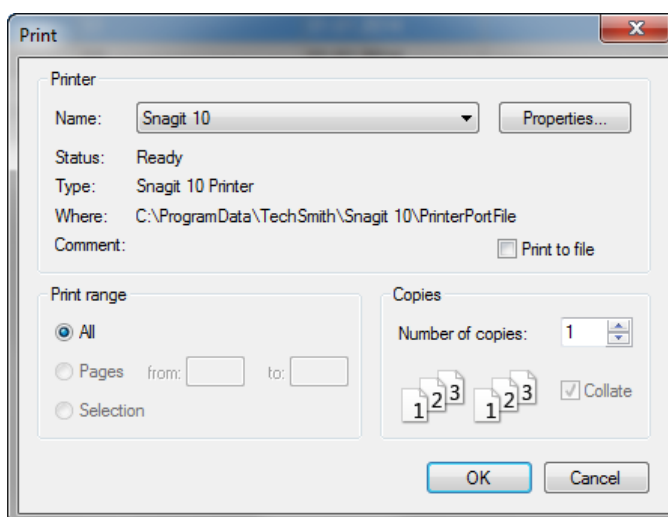 Print
Printer
Name: Snagit 10 Properties...
Status: Ready
Type: Snagit 10 Printer
Where: C:\ProgramData\TechSmith\Snagit 10\PrinterPortFile
Comment: Print to file
Print range
All
Pages from: to:
Selection
Copies
Number of copies: 1
1 2 3 1 2 3 Collate
OK Cancel